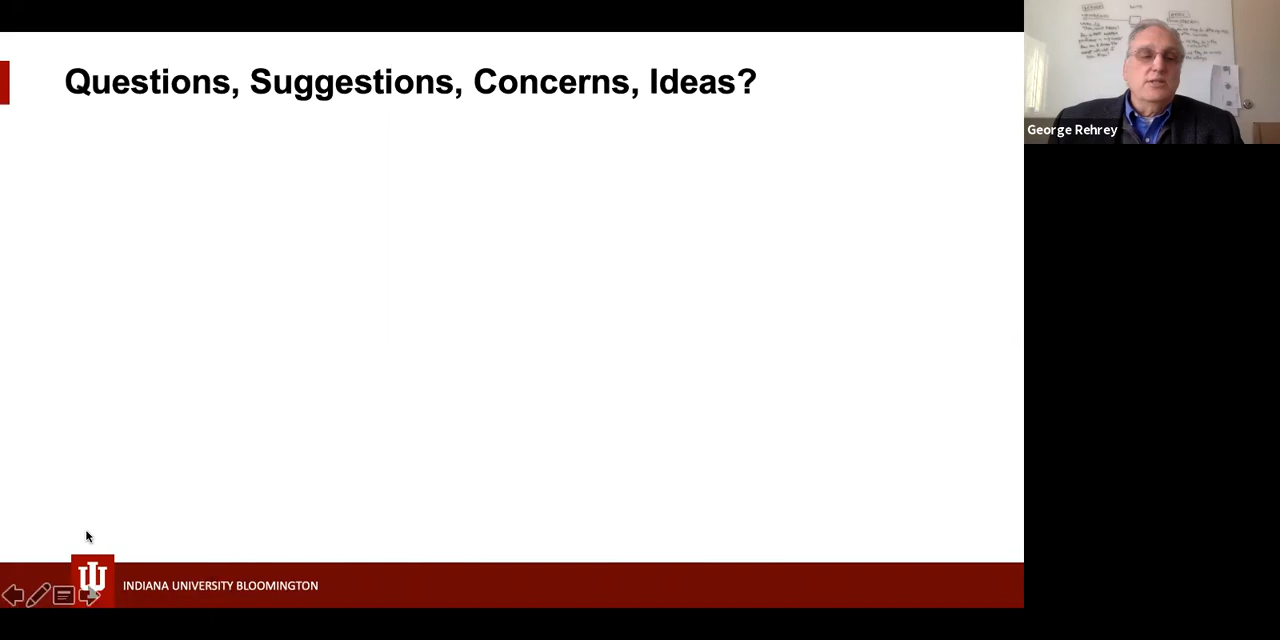 Questions, Suggestions, Concerns, Ideas?
George Rehrey
INDIANA UNIVERSITY BLOOMINGTON